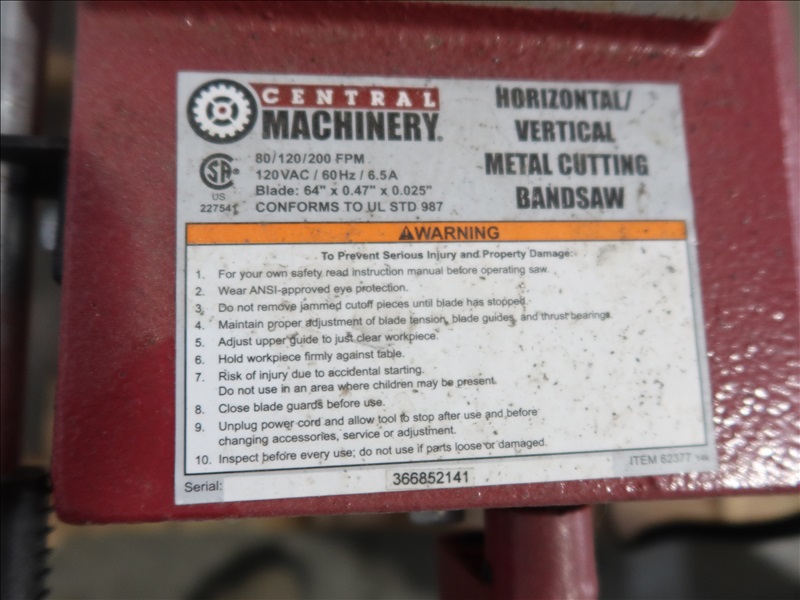 CENTRAL
MACHINERY®
HORIZONTAL/
VERTICAL
METAL CUTTING
BANDSAW
SA®
US
227541
80/120/200 FPM
120VAC / 60Hz / 6.5A
Blade: 64" x 0.47" x 0.025"
CONFORMS TO UL STD 987
⚠WARNING
To Prevent Serious Injury and Property Damage:
1. For your own safety read instruction manual before operating saw.
2. Wear ANSI-approved eye protection.
3. Do not remove jammed cutoff pieces until blade has stopped.
4. Maintain proper adjustment of blade tension, blade guides, and thrust bearings.
5. Adjust upper guide to just clear workpiece.
6. Hold workpiece firmly against table.
7. Risk of injury due to accidental starting.
Do not use in an area where children may be present.
8. Close blade guards before use.
9. Unplug power cord and allow tool to stop after use and before
changing accessories, service or adjustment.
10. Inspect before every use; do not use if parts loose or damaged.
ITEM 62377
Serial: 366852141